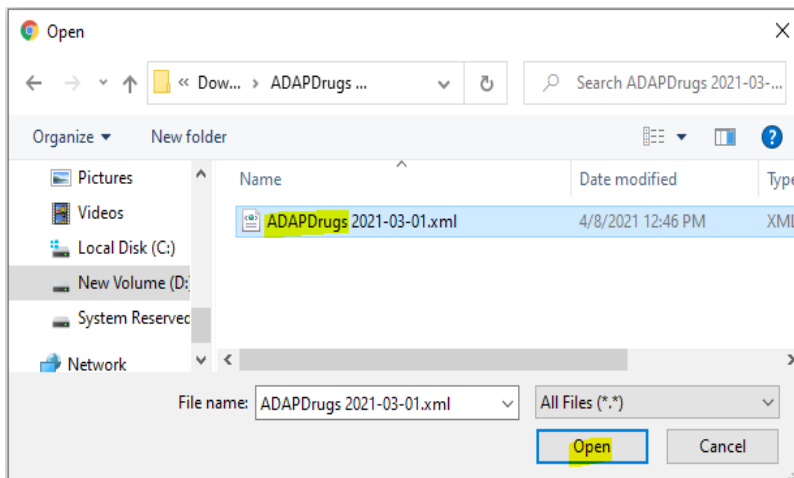 Open
« Dow... > ADAPDrugs ... Search ADAPDrugs 2021-03-...
Organize New folder
Pictures
Videos
Local Disk (C:)
New Volume (D:
System Reserved
Network
Name Date modified Type
ADAPDrugs 2021-03-01.xml 4/8/2021 12:46 PM XML
File name: ADAPDrugs 2021-03-01.xml All Files (*.*)
Open Cancel